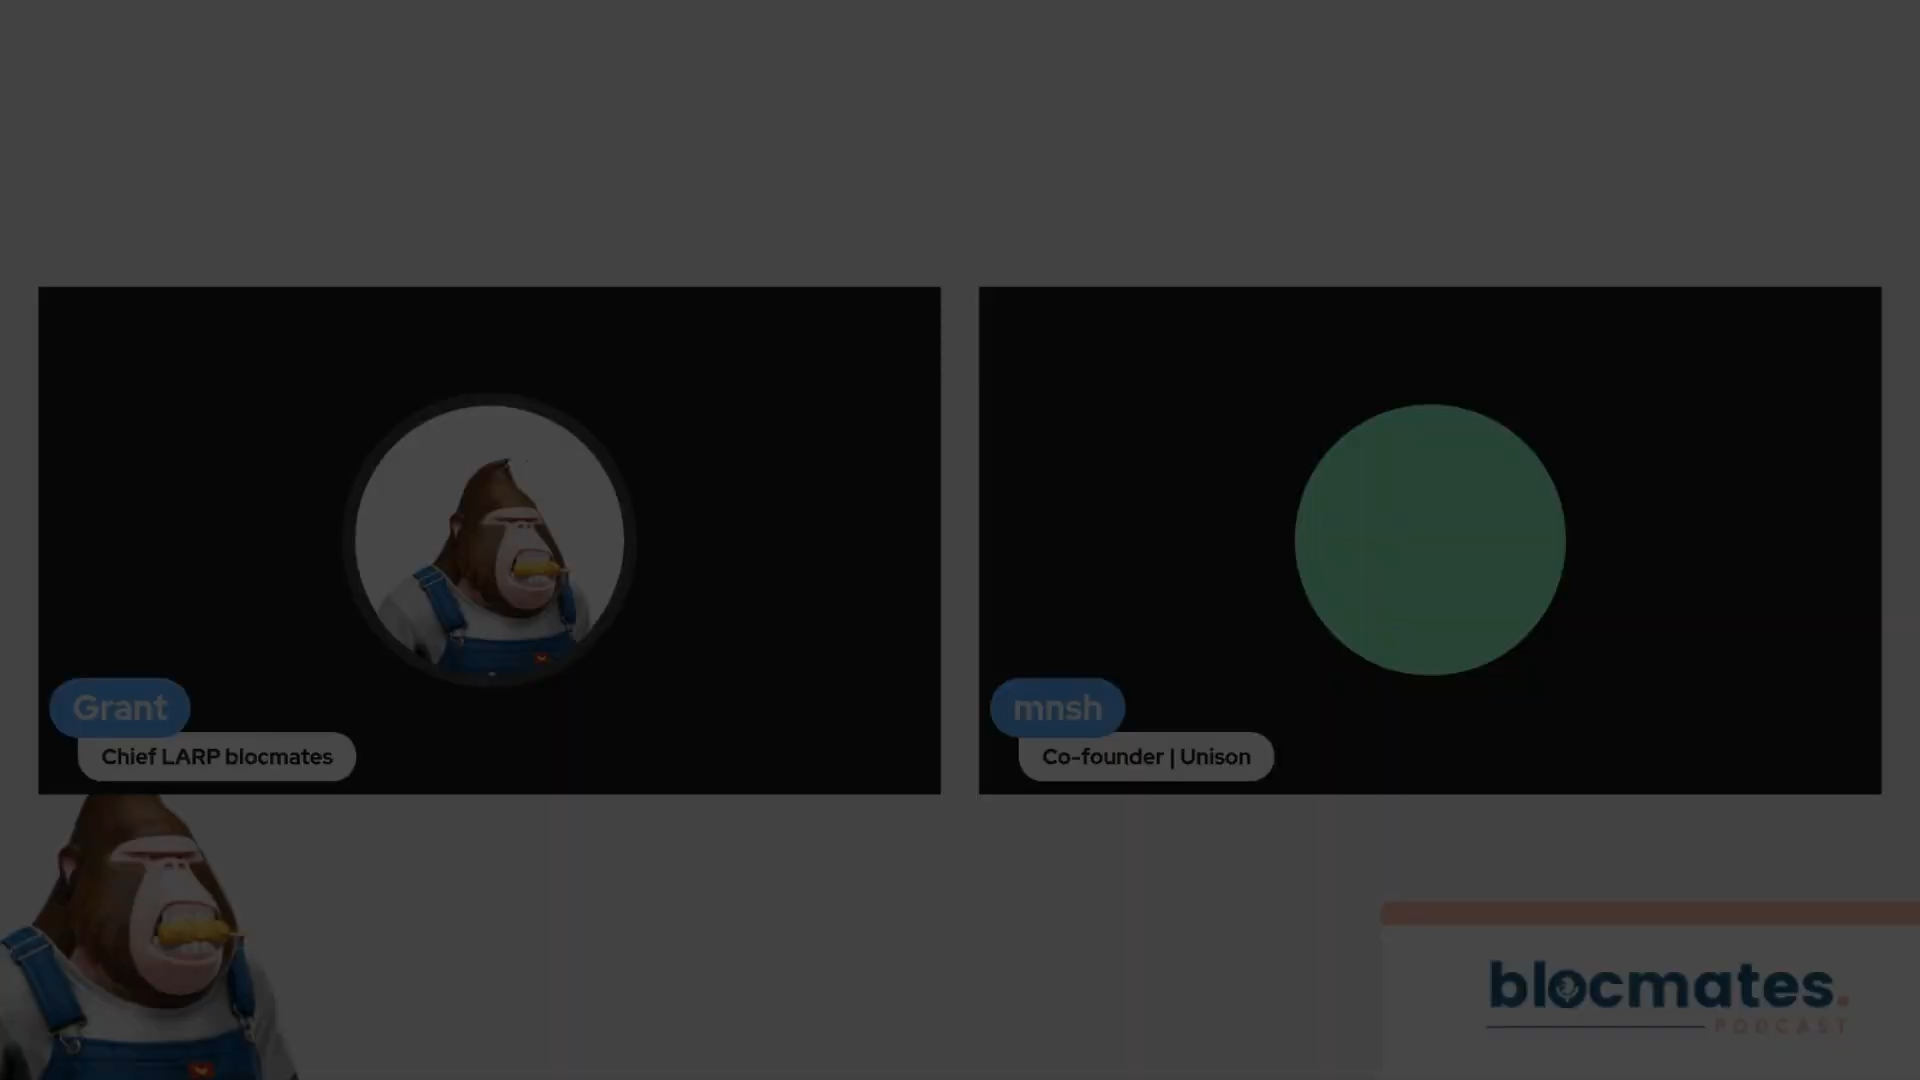 Grant
Chief LARP blocmates
mnsh
Co-founder | Unison
blocmates.
PODCAST